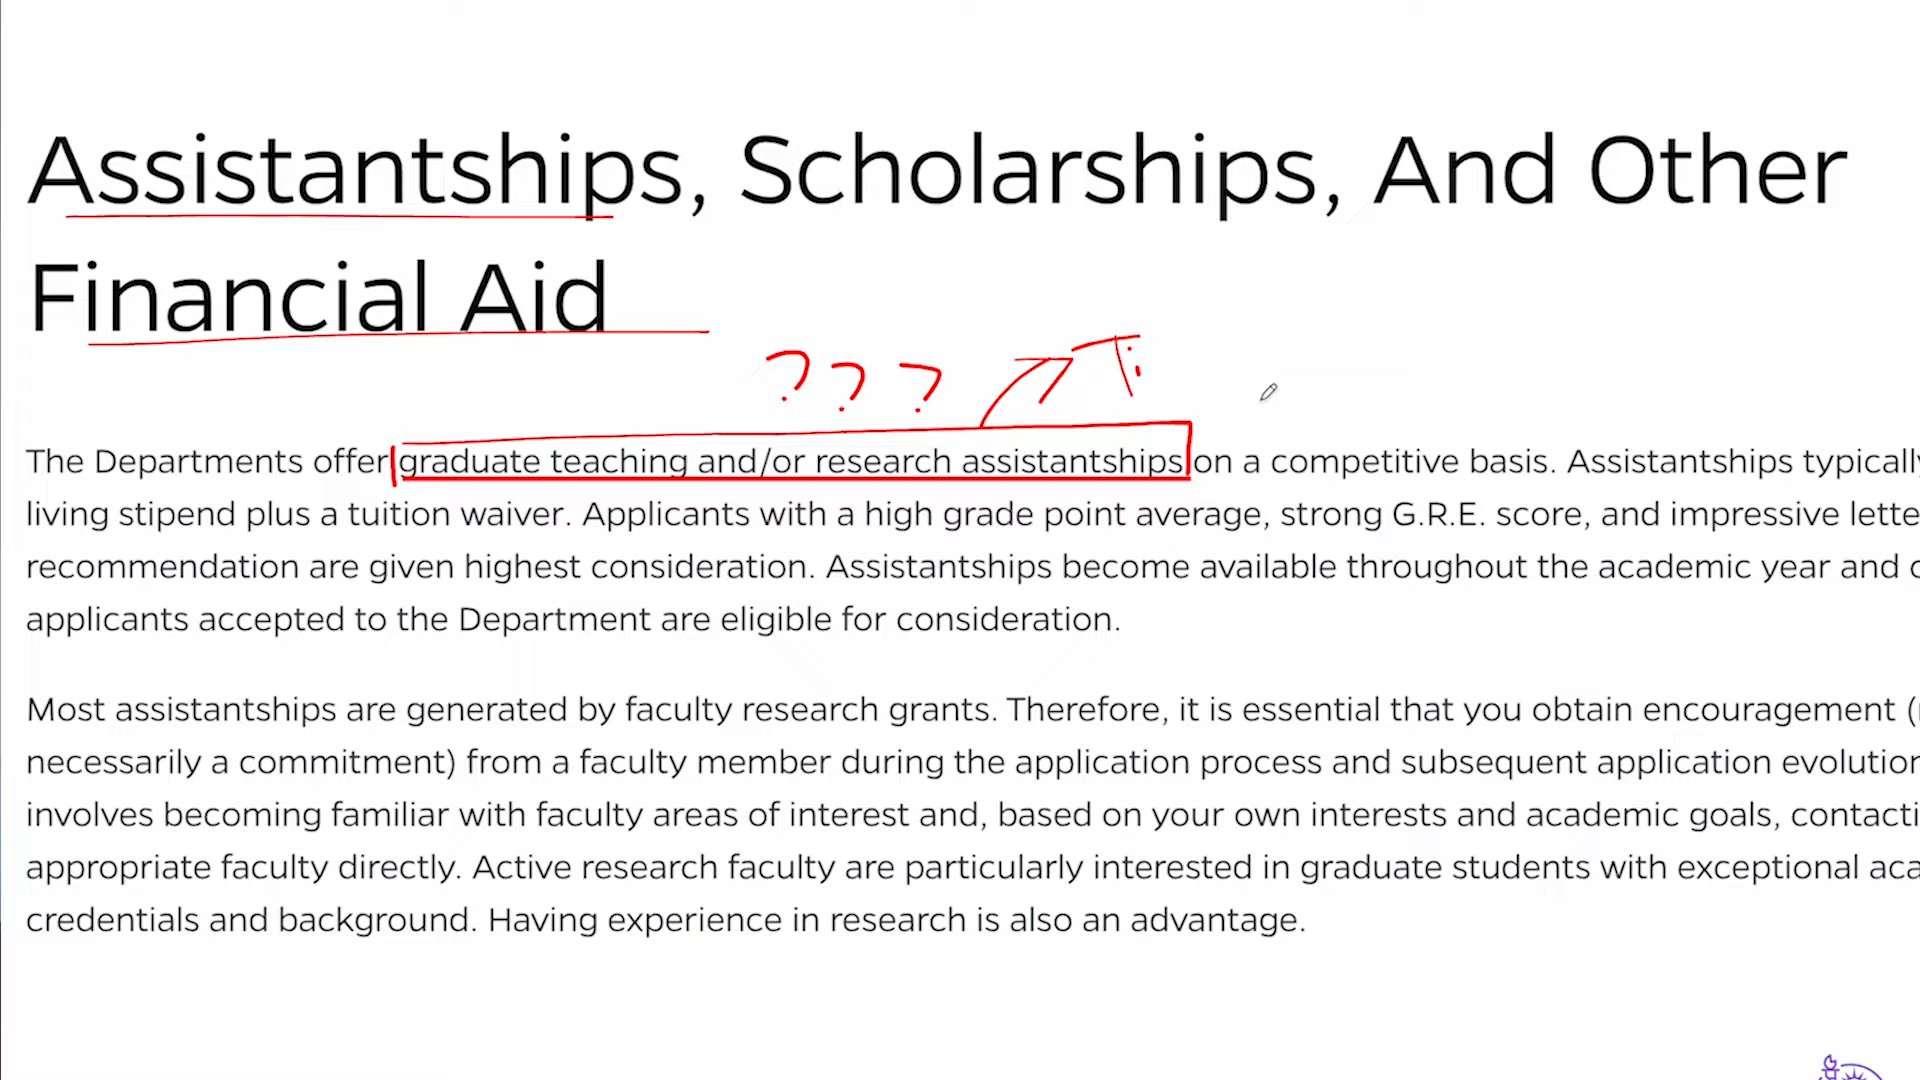 Assistantships, Scholarships, And Other
Financial Aid
? ? ?
The Departments offer graduate teaching and/or research assistantships on a competitive basis. Assistantships typically
living stipend plus a tuition waiver. Applicants with a high grade point average, strong G.R.E. score, and impressive lette
recommendation are given highest consideration. Assistantships become available throughout the academic year and
applicants accepted to the Department are eligible for consideration.
Most assistantships are generated by faculty research grants. Therefore, it is essential that you obtain encouragement (
necessarily a commitment) from a faculty member during the application process and subsequent application evolution
involves becoming familiar with faculty areas of interest and, based on your own interests and academic goals, contacti
appropriate faculty directly. Active research faculty are particularly interested in graduate students with exceptional aca
credentials and background. Having experience in research is also an advantage.